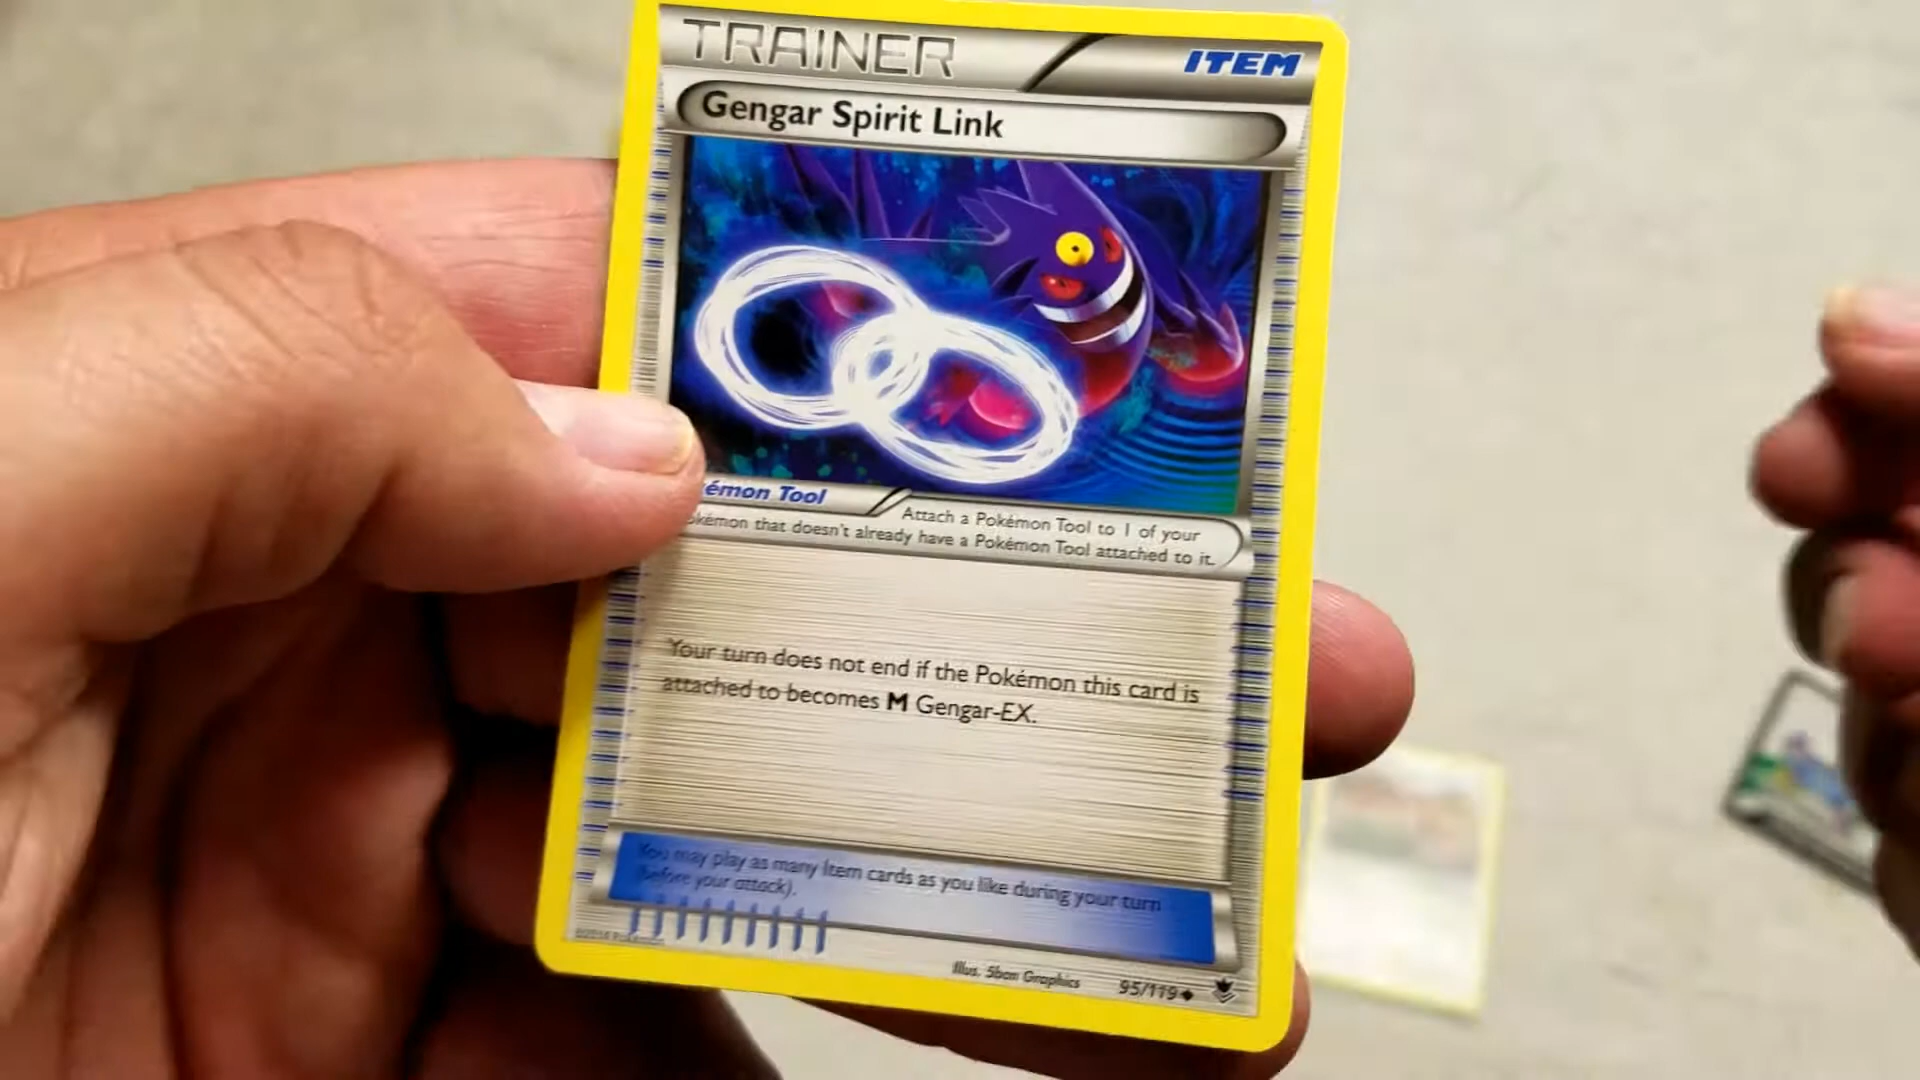 TRAINER
ITEM
Gengar Spirit Link
émon Tool
Attach a Pokémon Tool to 1 of your
okémon that doesn't already have a Pokémon Tool attached to it.
Your turn does not end if the Pokémon this card is
attached to becomes M Gengar-EX.
You may play as many Item cards as you like during your turn
(before your attack).
©2014 Pokémon
Illus. 5ban Graphics
95/119